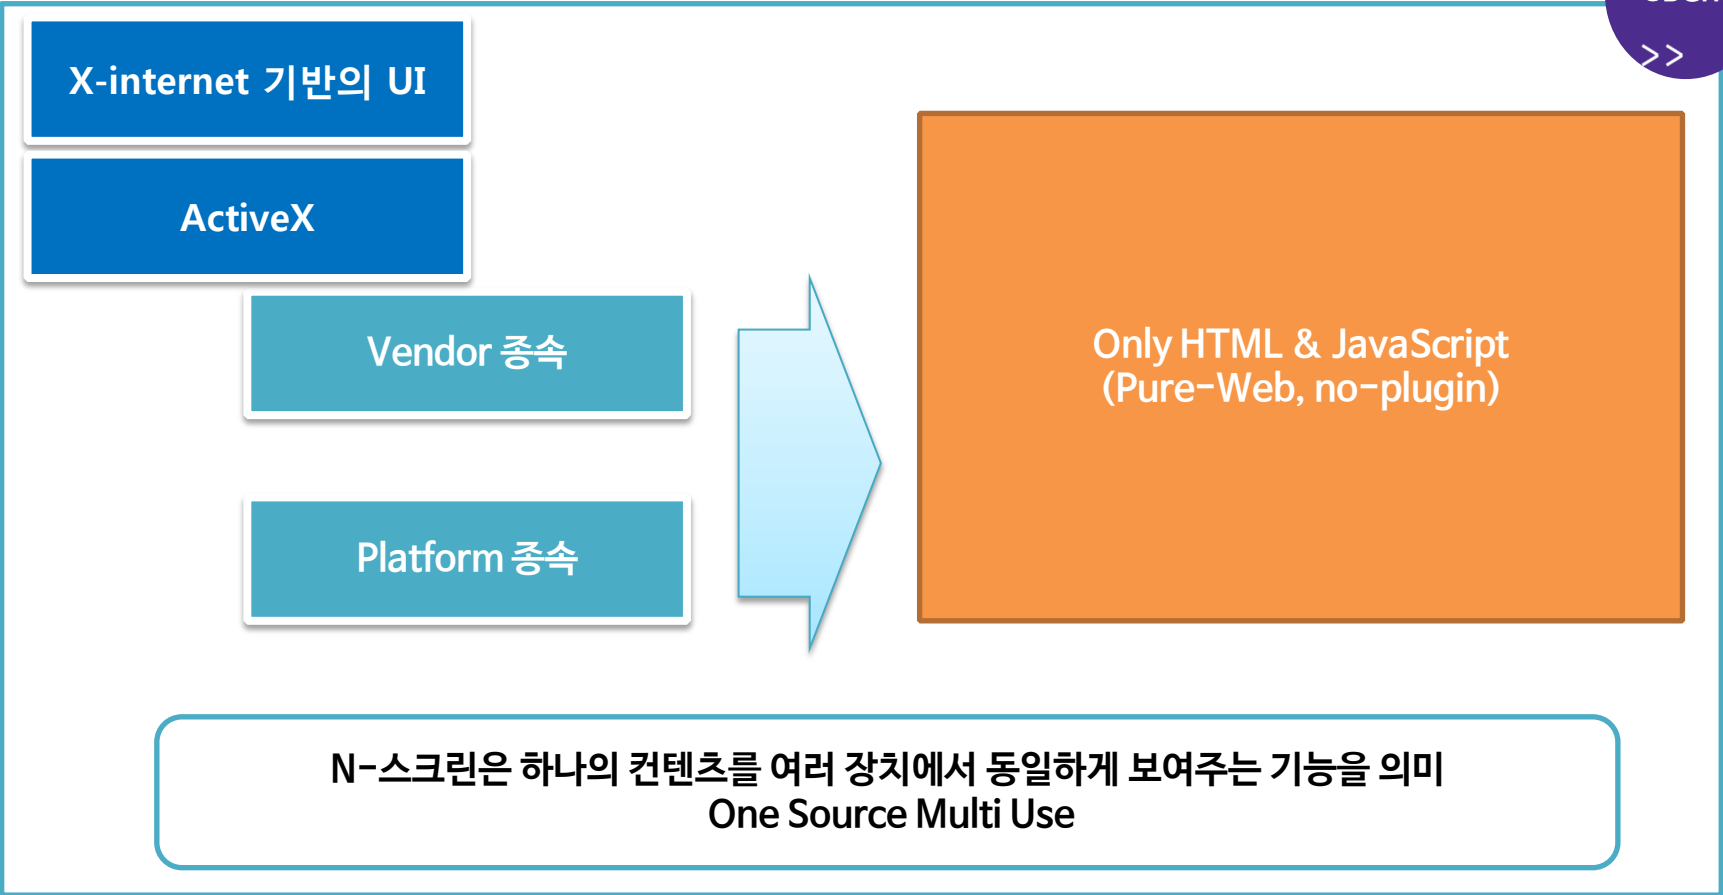 >>
X-internet 기반의 UI
ActiveX
Vendor 종속
Platform 종속
Only HTML & JavaScript
(Pure-Web, no-plugin)
N-스크린은 하나의 컨텐츠를 여러 장치에서 동일하게 보여주는 기능을 의미
One Source Multi Use